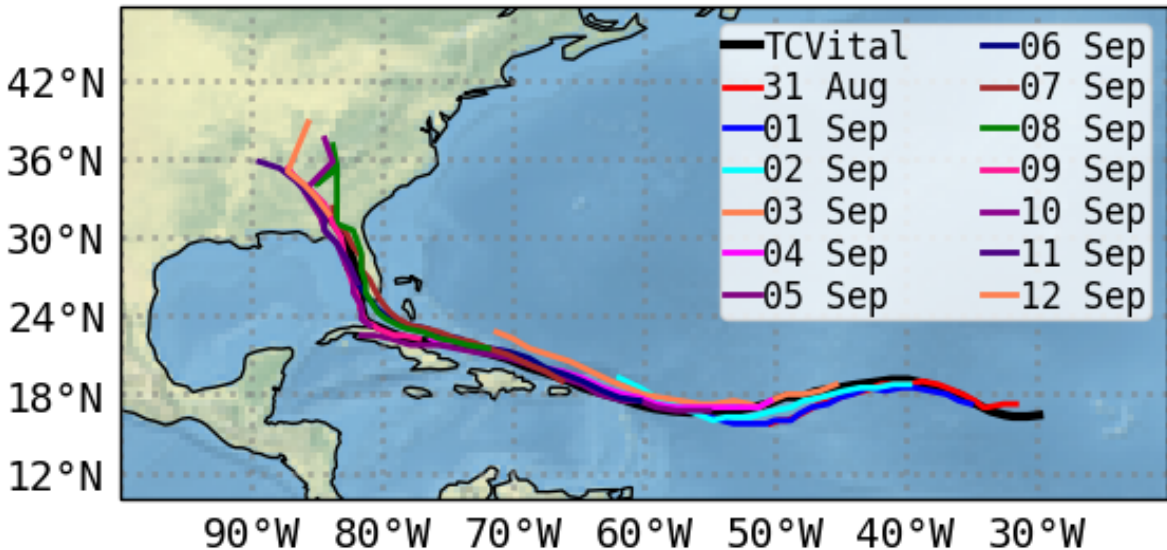 42°N
36°N
30°N
24°N
18°N
12°N
TCVital
31 Aug
01 Sep
02 Sep
03 Sep
04 Sep
05 Sep
06 Sep
07 Sep
08 Sep
09 Sep
10 Sep
11 Sep
12 Sep
90°W 80°W 70°W 60°W 50°W 40°W 30°W